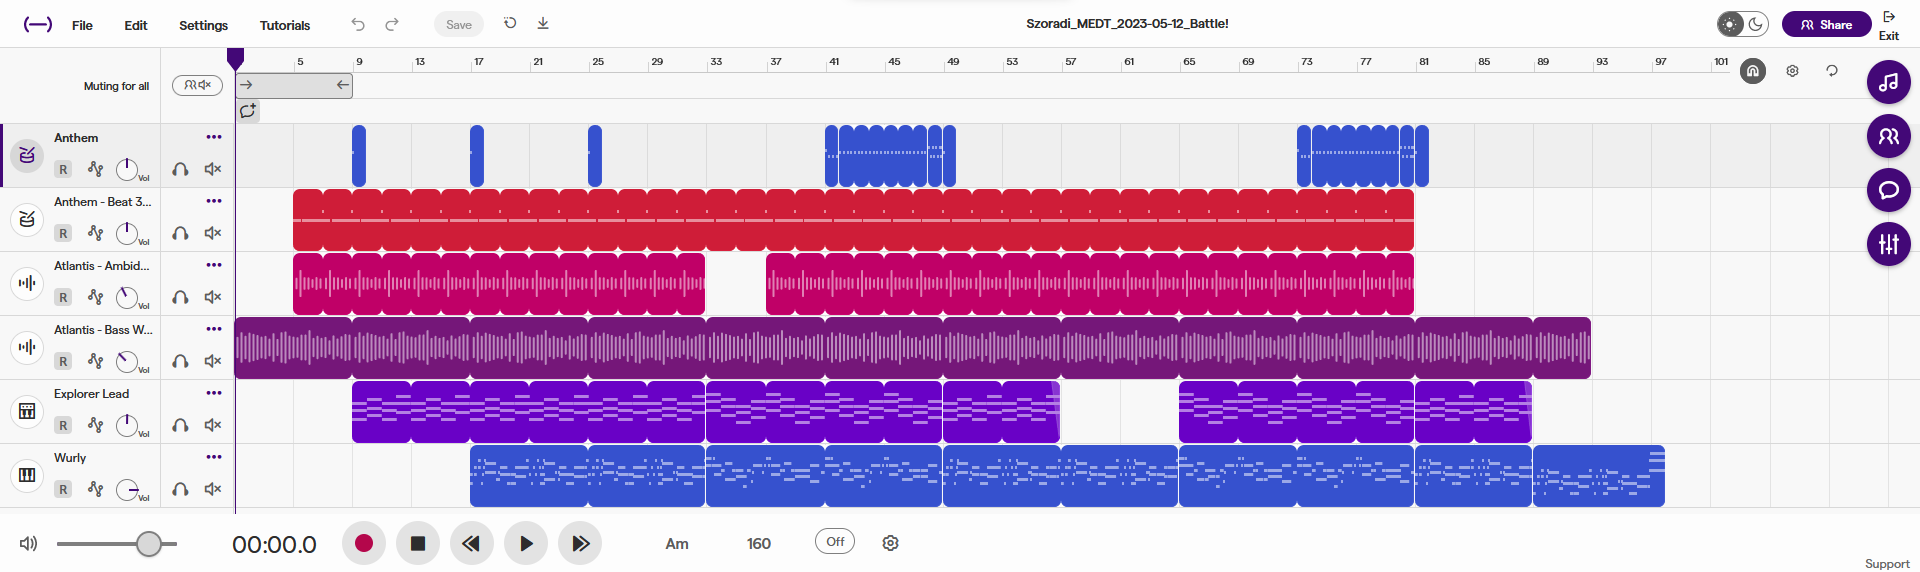 File Edit Settings Tutorials Save Szoradi_MEDT_2023-05-12_Battle! Share Exit
5 9 13 17 21 25 29 33 37 41 45 49 53 57 61 65 69 73 77 81 85 89 93 97 101
Muting for all
Anthem
R Vol
Anthem - Beat 3...
R Vol
Atlantis - Ambid...
R Vol
Atlantis - Bass W...
R Vol
Explorer Lead
R Vol
Wurly
R Vol
00:00.0 Am 160 Off
Support